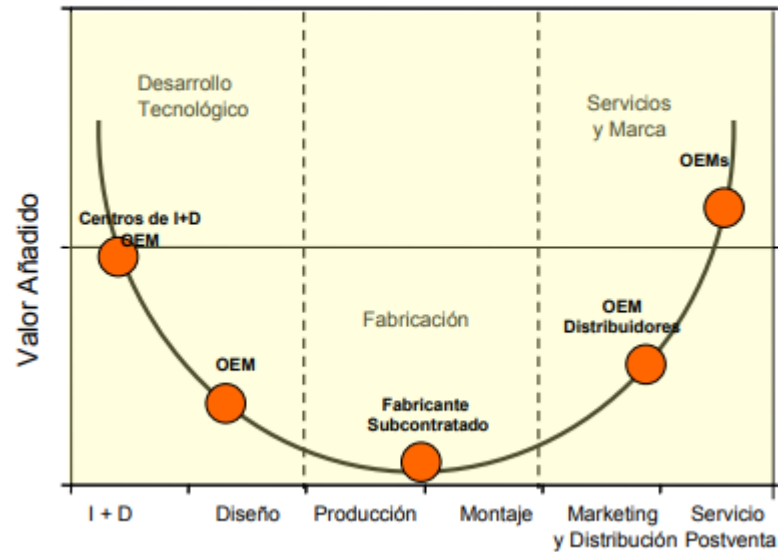 Desarrollo
Tecnológico
Servicios
y Marca
OEMs
Centros de I+D
OEM
Valor Añadido
Fabricación
OEM
Distribuidores
OEM
Fabricante
Subcontratado
I + D
Diseño
Producción
Montaje
Marketing
y Distribución
Servicio
Postventa